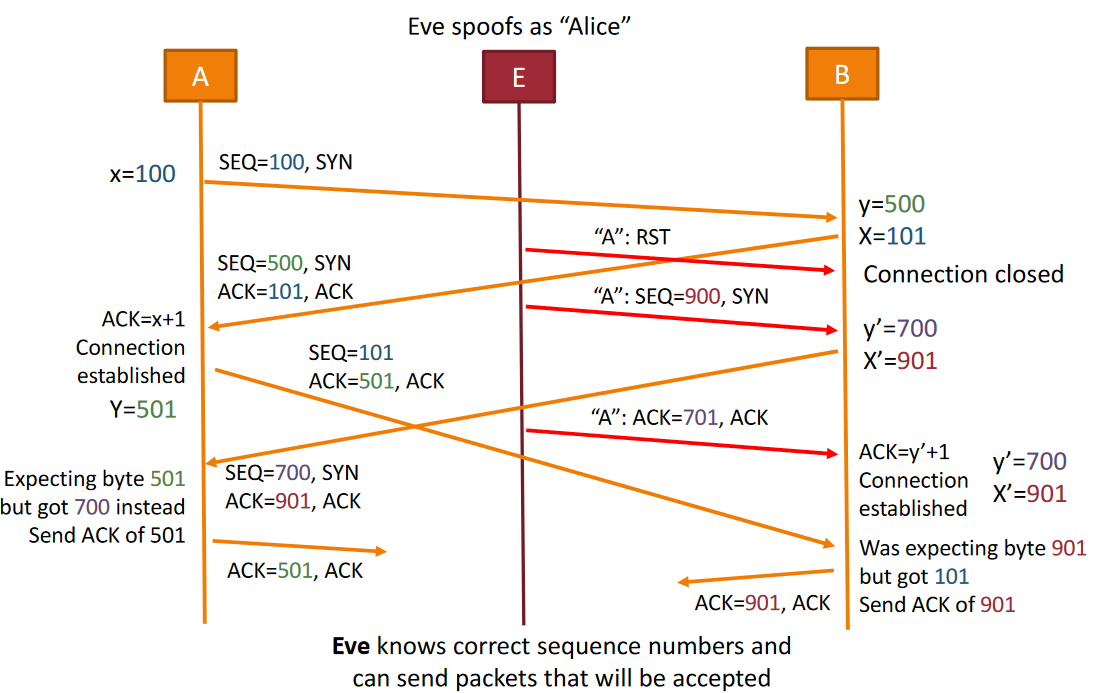 Eve spoofs as “Alice”
A
E
B
x=100
SEQ=100, SYN
y=500
X=101
“A”: RST
Connection closed
SEQ=500, SYN
ACK=101, ACK
“A”: SEQ=900, SYN
ACK=x+1
Connection
established
Y=501
y’=700
X’=901
SEQ=101
ACK=501, ACK
“A”: ACK=701, ACK
ACK=y’+1
Connection
established
y’=700
X’=901
Expecting byte 501
but got 700 instead
Send ACK of 501
SEQ=700, SYN
ACK=901, ACK
ACK=501, ACK
Was expecting byte 901
but got 101
Send ACK of 901
ACK=901, ACK
Eve knows correct sequence numbers and
can send packets that will be accepted